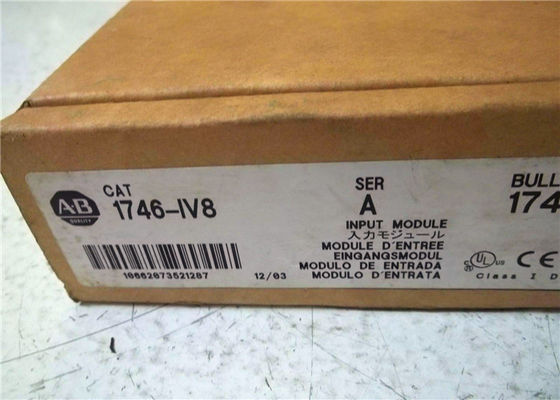 A-B
QUALITY
CAT
1746-IV8
10662073521287
12/03
SER
A
INPUT MODULE
入力モジュール
MODULE D'ENTREE
EINGANGSMODUL
MODULO DE ENTRADA
MODULO D'ENTRATA
BULL
174
C UL US
CE
Class I D